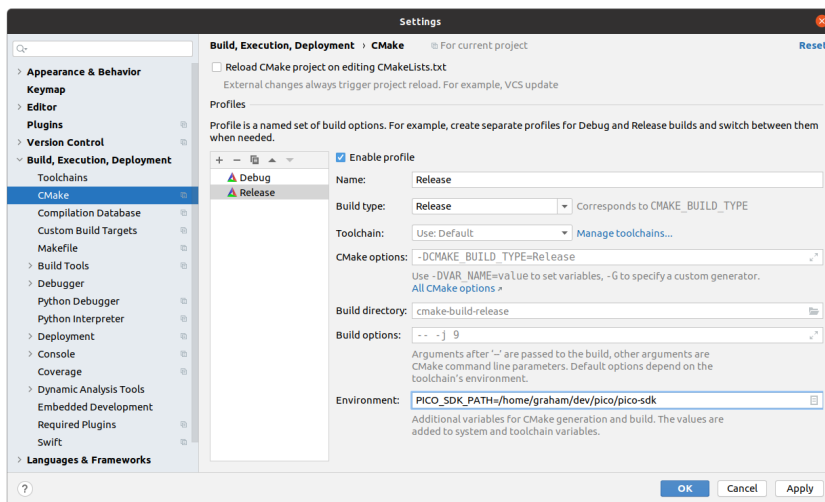 Settings
Build, Execution, Deployment › CMake For current project Reset
Appearance & Behavior
Keymap
Editor
Plugins
Version Control
Build, Execution, Deployment
Toolchains
CMake
Compilation Database
Custom Build Targets
Makefile
Build Tools
Debugger
Python Debugger
Python Interpreter
Deployment
Console
Coverage
Dynamic Analysis Tools
Embedded Development
Required Plugins
Swift
Languages & Frameworks
Reload CMake project on editing CMakeLists.txt
External changes always trigger project reload. For example, VCS update
Profiles
Profile is a named set of build options. For example, create separate profiles for Debug and Release builds and switch between them
when needed.
Debug
Release
Enable profile
Name: Release
Build type: Release Corresponds to CMAKE_BUILD_TYPE
Toolchain: Use: Default Manage toolchains...
CMake options: -DCMAKE_BUILD_TYPE=Release
Use -DVAR_NAME=value to set variables, -G to specify a custom generator.
All CMake options ↗
Build directory: cmake-build-release
Build options: -- -j 9
Arguments after '--' are passed to the build, other arguments are
CMake command line parameters. Default options depend on the
toolchain's environment.
Environment: PICO_SDK_PATH=/home/graham/dev/pico/pico-sdk
Additional variables for CMake generation and build. The values are
added to system and toolchain variables.
? OK Cancel Apply